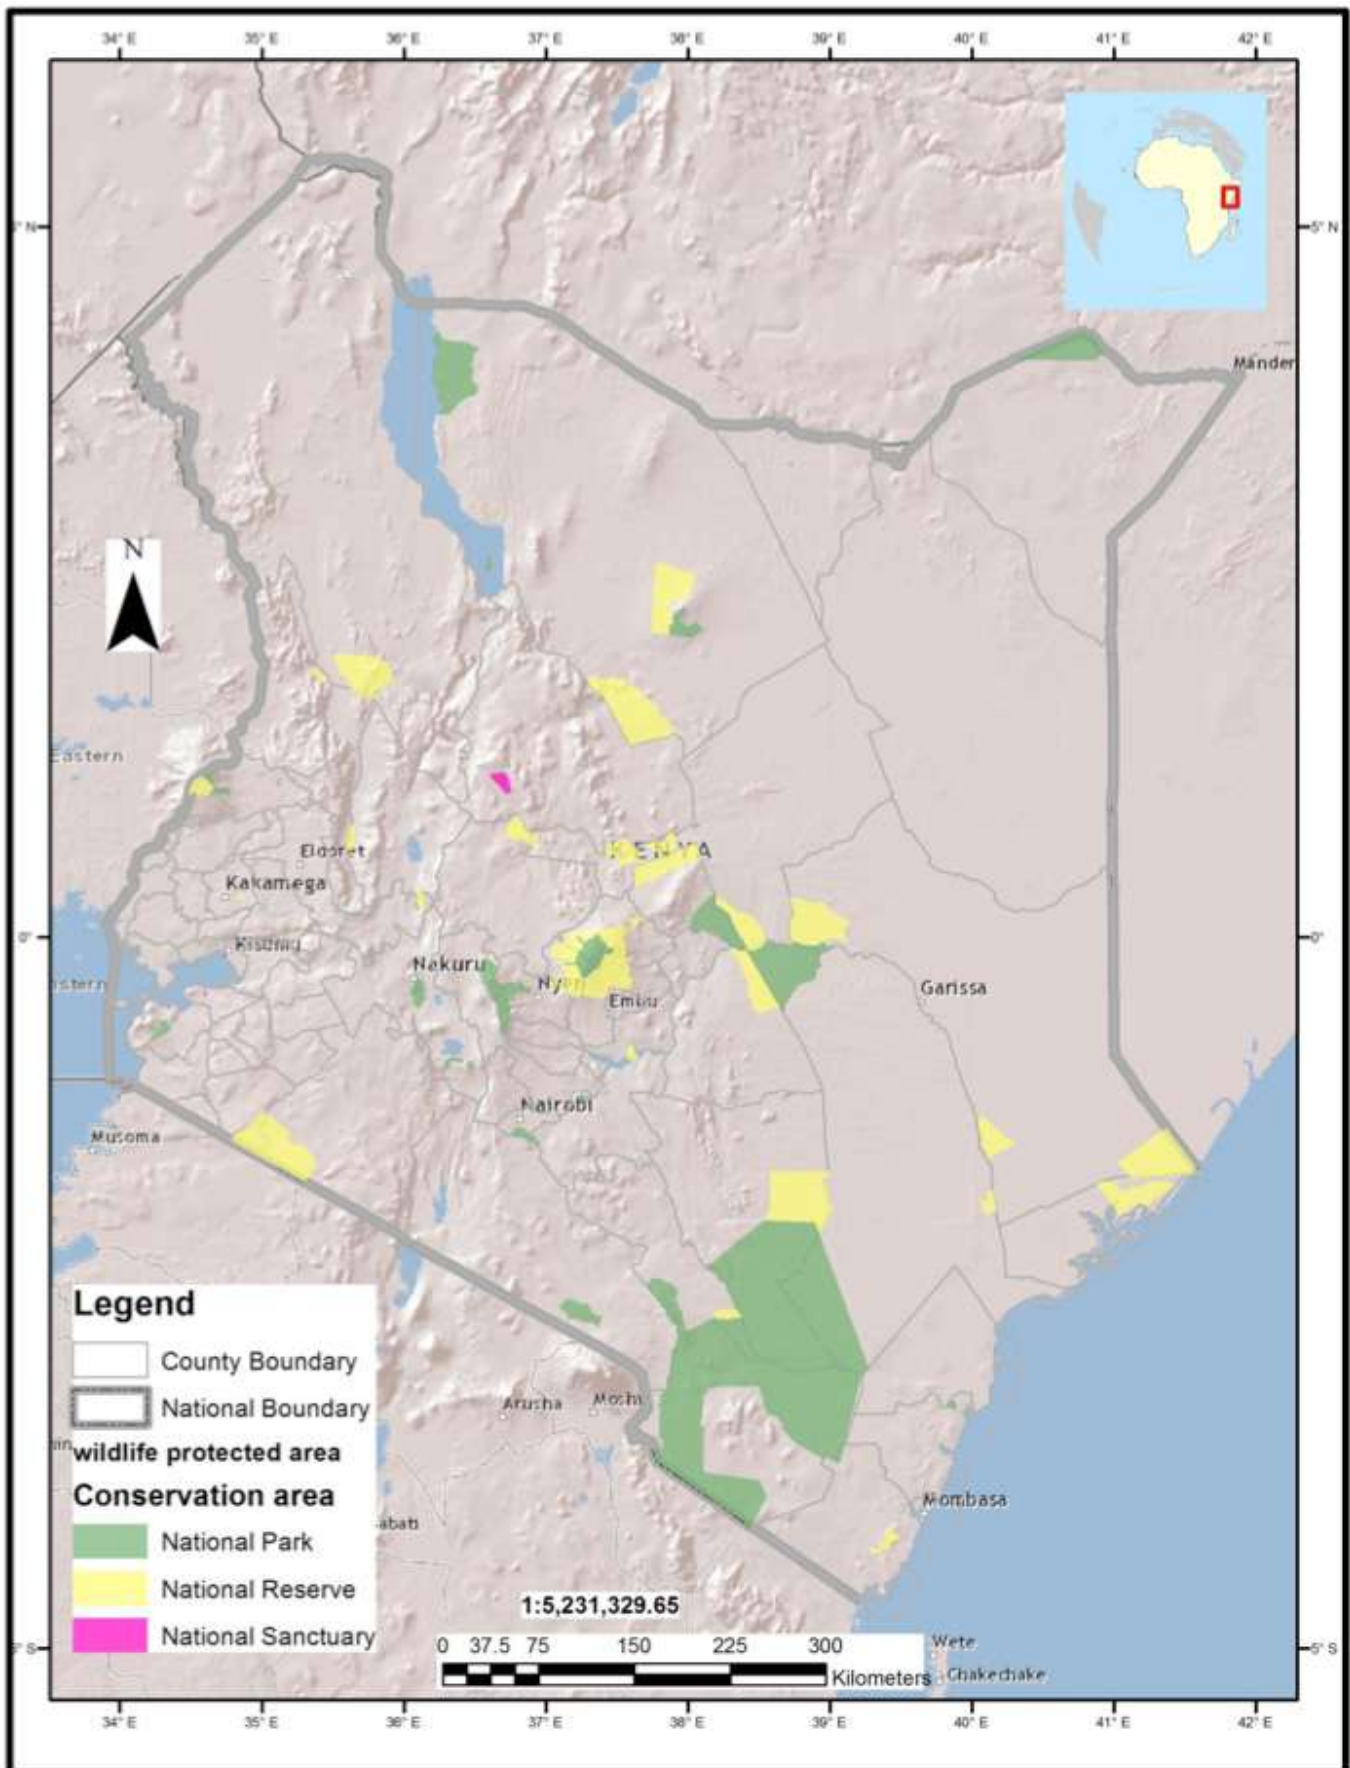 34° E 35° E 36° E 37° E 38° E 39° E 40° E 41° E 42° E
5° N
Mander
N
Eastern
Eldoret
KENYA
Kakamega
0°
0°
Kisumu
Nakuru
Garissa
Embu
Nairobi
Musoma
Legend
County Boundary
National Boundary
Arusha
Moshi
wildlife protected area
Conservation area
Mombasa
National Park
National Reserve
1:5,231,329.65
National Sanctuary
0 37.5 75 150 225 300
Kilometers
Wete
5° S
Chakechake
34° E 35° E 36° E 37° E 38° E 39° E 40° E 41° E 42° E